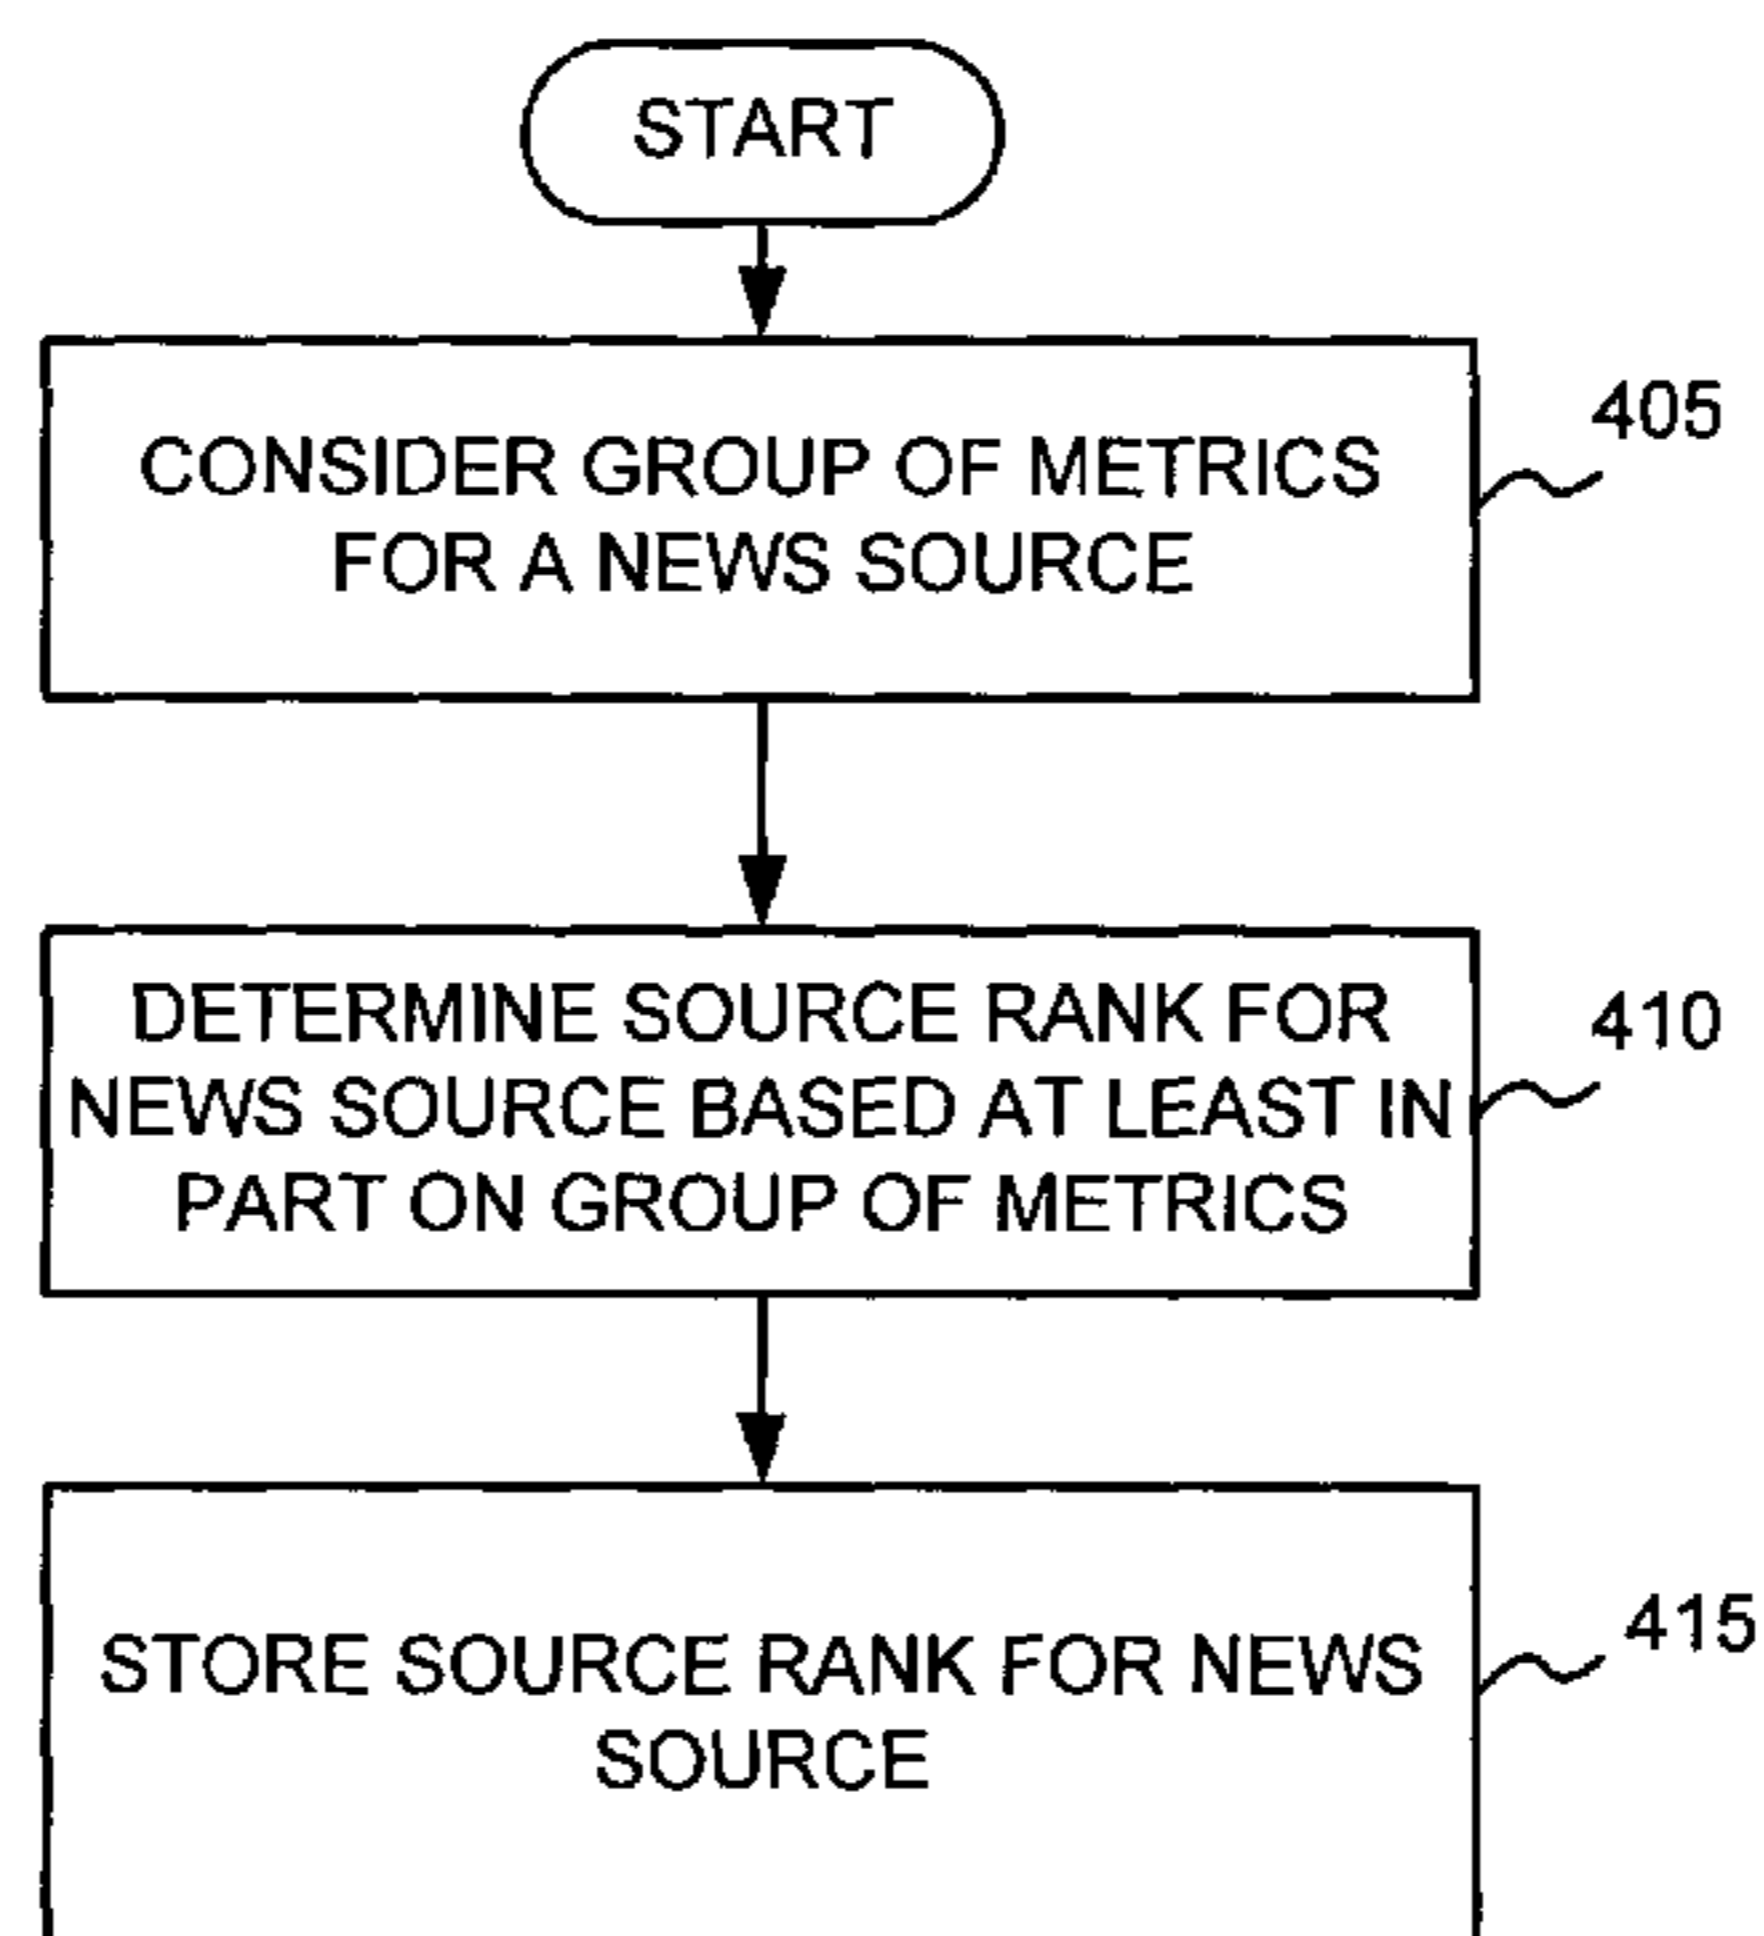 START
CONSIDER GROUP OF METRICS
FOR A NEWS SOURCE
405
DETERMINE SOURCE RANK FOR
NEWS SOURCE BASED AT LEAST IN
PART ON GROUP OF METRICS
410
STORE SOURCE RANK FOR NEWS
SOURCE
415